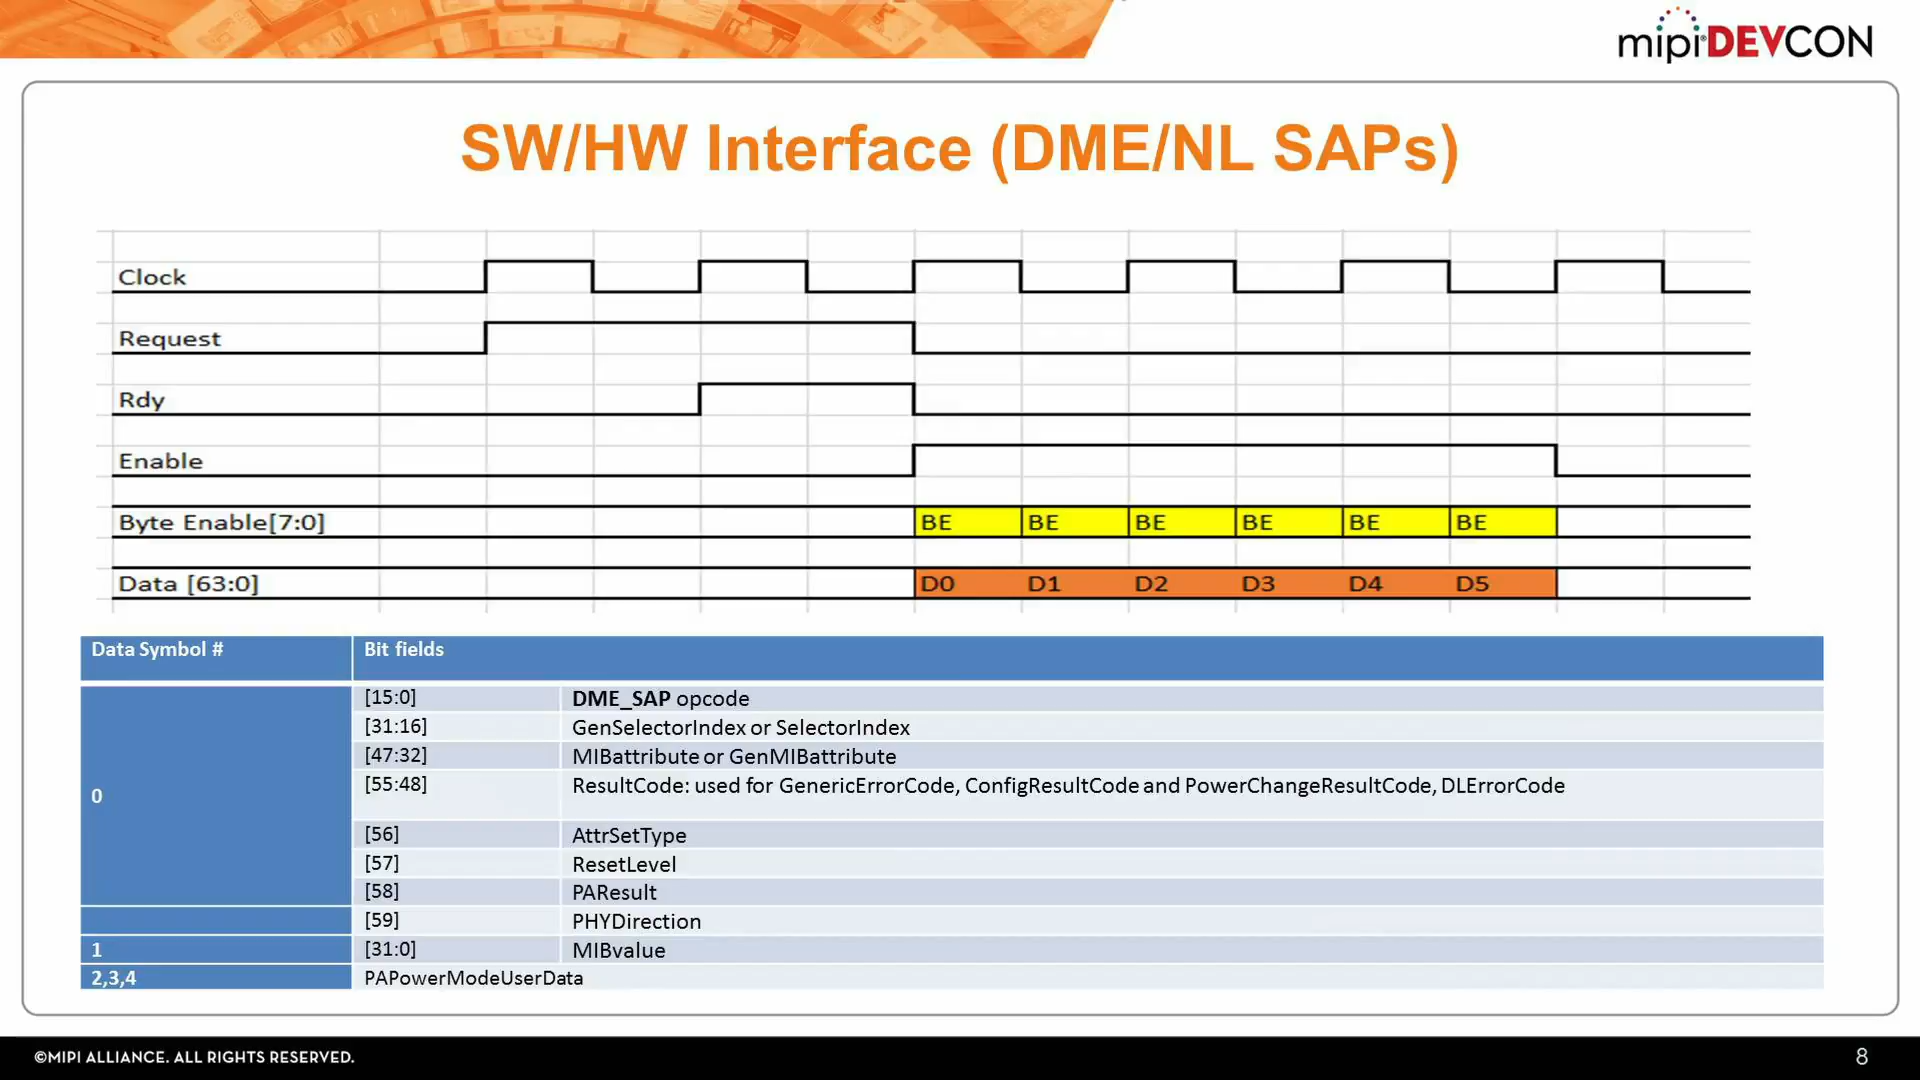 mipi®DEVCON
SW/HW Interface (DME/NL SAPs)
Clock
Request
Rdy
Enable
Byte Enable[7:0] BE BE BE BE BE BE
Data [63:0] D0 D1 D2 D3 D4 D5
Data Symbol # Bit fields
0
[15:0] DME_SAP opcode
[31:16] GenSelectorIndex or SelectorIndex
[47:32] MIBattribute or GenMIBattribute
[55:48] ResultCode: used for GenericErrorCode, ConfigResultCode and PowerChangeResultCode, DLErrorCode
[56] AttrSetType
[57] ResetLevel
[58] PAResult
[59] PHYDirection
1 [31:0] MIBvalue
2,3,4 PAPowerModeUserData
©MIPI ALLIANCE. ALL RIGHTS RESERVED. 8